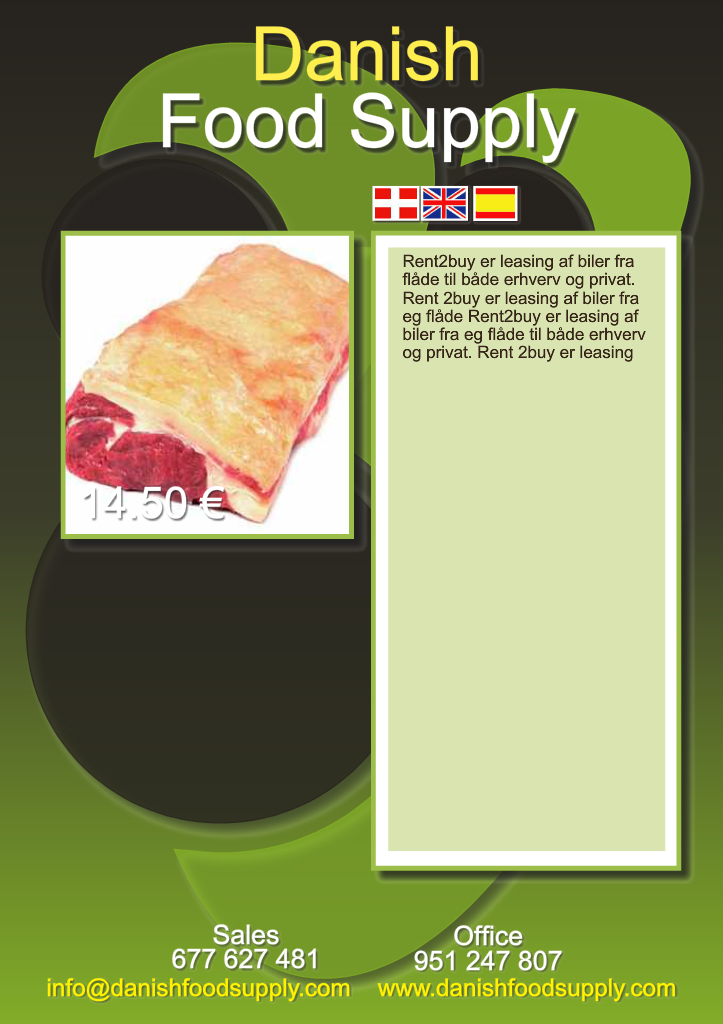 Danish
Food Supply
Rent2buy er leasing af biler fra
flåde til både erhverv og privat.
Rent 2buy er leasing af biler fra
eg flåde Rent2buy er leasing af
biler fra eg flåde til både erhverv
og privat. Rent 2buy er leasing
14.50 €
Sales
677 627 481
info@danishfoodsupply.com
Office
951 247 807
www.danishfoodsupply.com